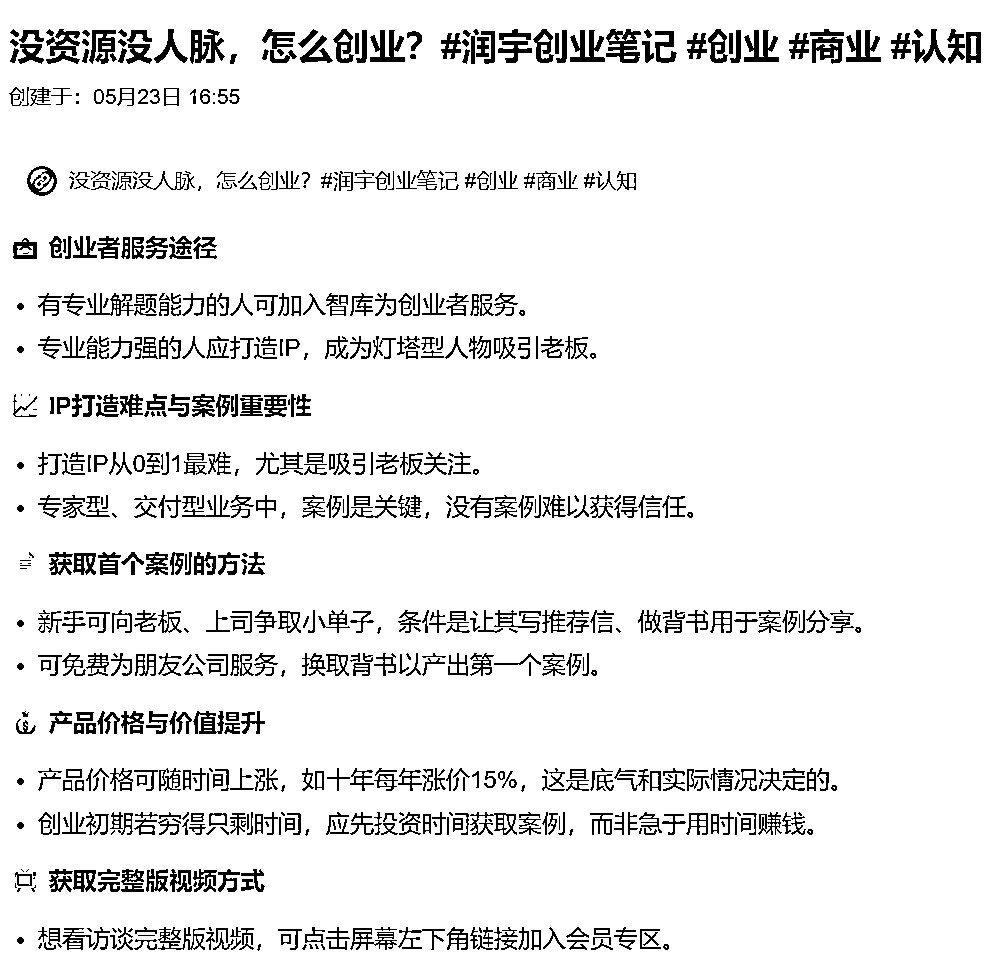 没资源没人脉，怎么创业？#润宇创业笔记 #创业 #商业 #认知
创建于：05月23日 16:55
没资源没人脉，怎么创业？#润宇创业笔记 #创业 #商业 #认知
创业者服务途径
• 有专业解题能力的人可加入智库为创业者服务。
• 专业能力强的人应打造IP，成为灯塔型人物吸引老板。
IP打造难点与案例重要性
• 打造IP从0到1最难，尤其是吸引老板关注。
• 专家型、交付型业务中，案例是关键，没有案例难以获得信任。
获取首个案例的方法
• 新手可向老板、上司争取小单子，条件是让其写推荐信、做背书用于案例分享。
• 可免费为朋友公司服务，换取背书以产出第一个案例。
产品价格与价值提升
• 产品价格可随时间上涨，如十年每年涨价15%，这是底气和实际情况决定的。
• 创业初期若穷得只剩时间，应先投资时间获取案例，而非急于用时间赚钱。
获取完整版视频方式
• 想看访谈完整版视频，可点击屏幕左下角链接加入会员专区。